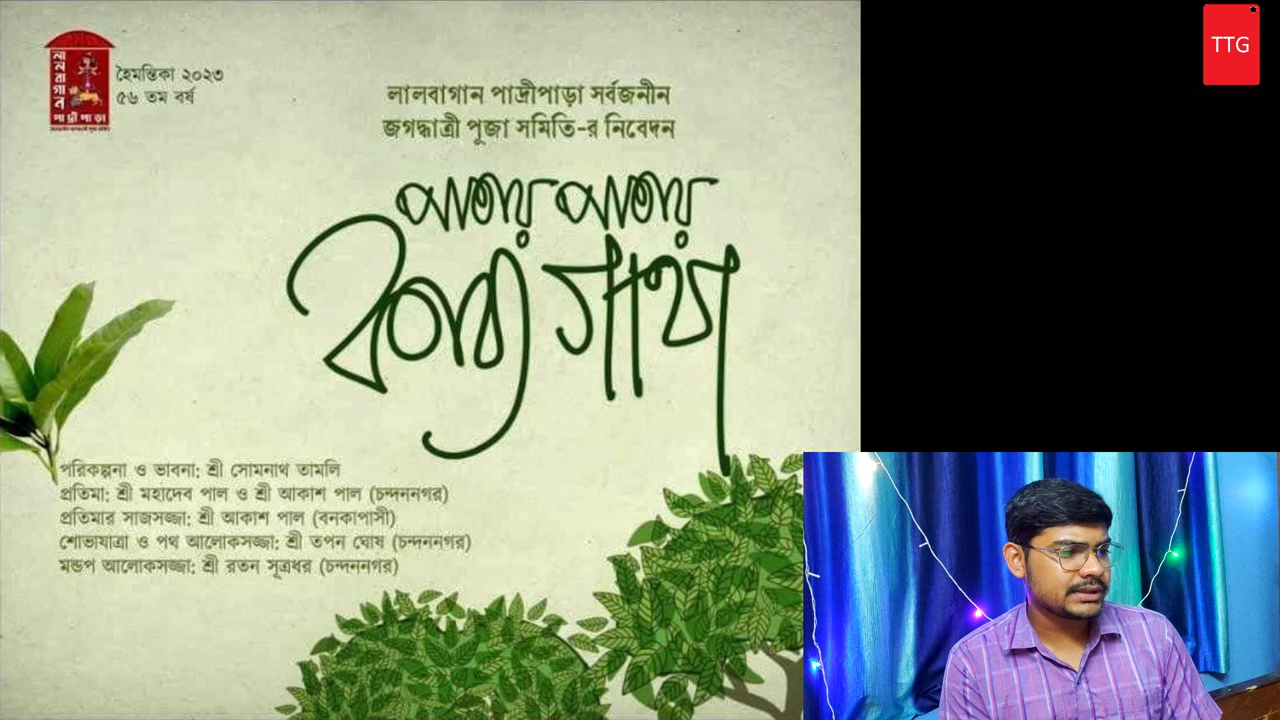 লালবাগান
পাদ্রীপাড়া
হৈমন্তিকা ২০২৩
৫৬ তম বর্ষ
লালবাগান পাদ্রীপাড়া সর্বজনীন
জগদ্ধাত্রী পূজা সমিতি-র নিবেদন
পাতায় পাতায়
কাব্য গাথা
পরিকল্পনা ও ভাবনা: শ্রী সোমনাথ তামলি
প্রতিমা: শ্রী মহাদেব পাল ও শ্রী আকাশ পাল (চন্দননগর)
প্রতিমার সাজসজ্জা: শ্রী আকাশ পাল (বনকাপাসী)
শোভাযাত্রা ও পথ আলোকসজ্জা: শ্রী তপন ঘোষ (চন্দননগর)
মন্ডপ আলোকসজ্জা: শ্রী রতন সূত্রধর (চন্দননগর)
TTG